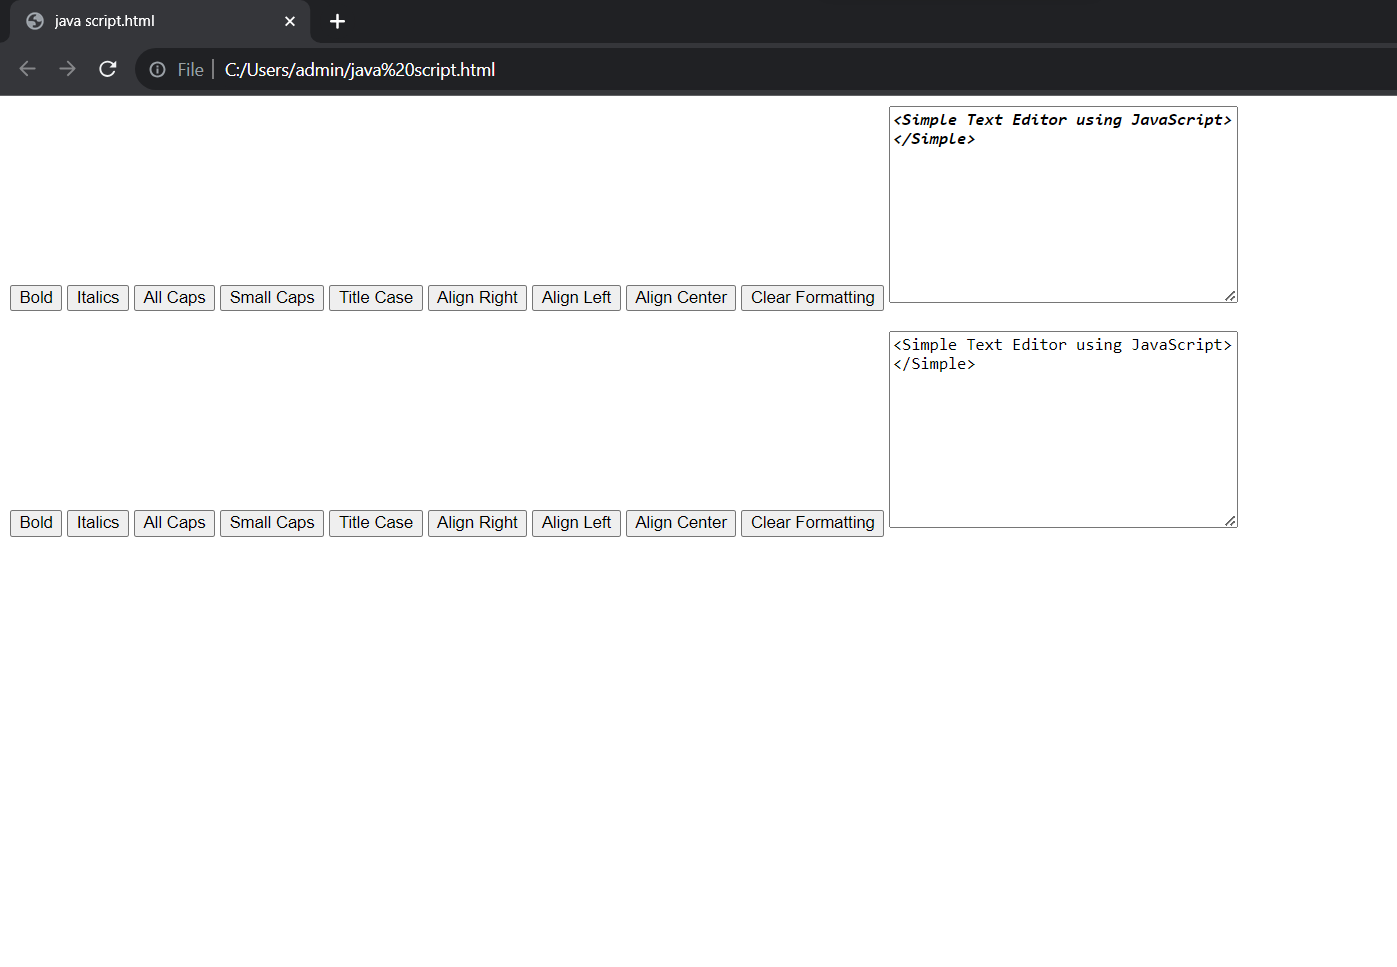 java script.html
File | C:/Users/admin/java%20script.html
<Simple Text Editor using JavaScript>
</Simple>
Bold Italics All Caps Small Caps Title Case Align Right Align Left Align Center Clear Formatting
<Simple Text Editor using JavaScript>
</Simple>
Bold Italics All Caps Small Caps Title Case Align Right Align Left Align Center Clear Formatting